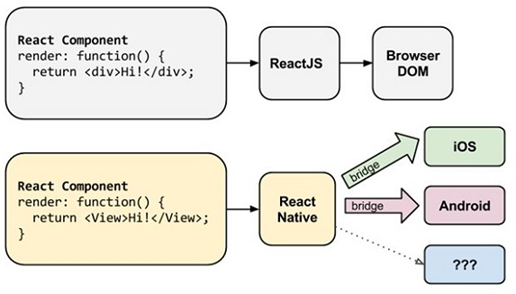 React Component
render: function() {
return <div>Hi!</div>;
}
ReactJS
Browser
DOM
React Component
render: function() {
return <View>Hi!</View>;
}
React
Native
bridge
iOS
bridge
Android
???